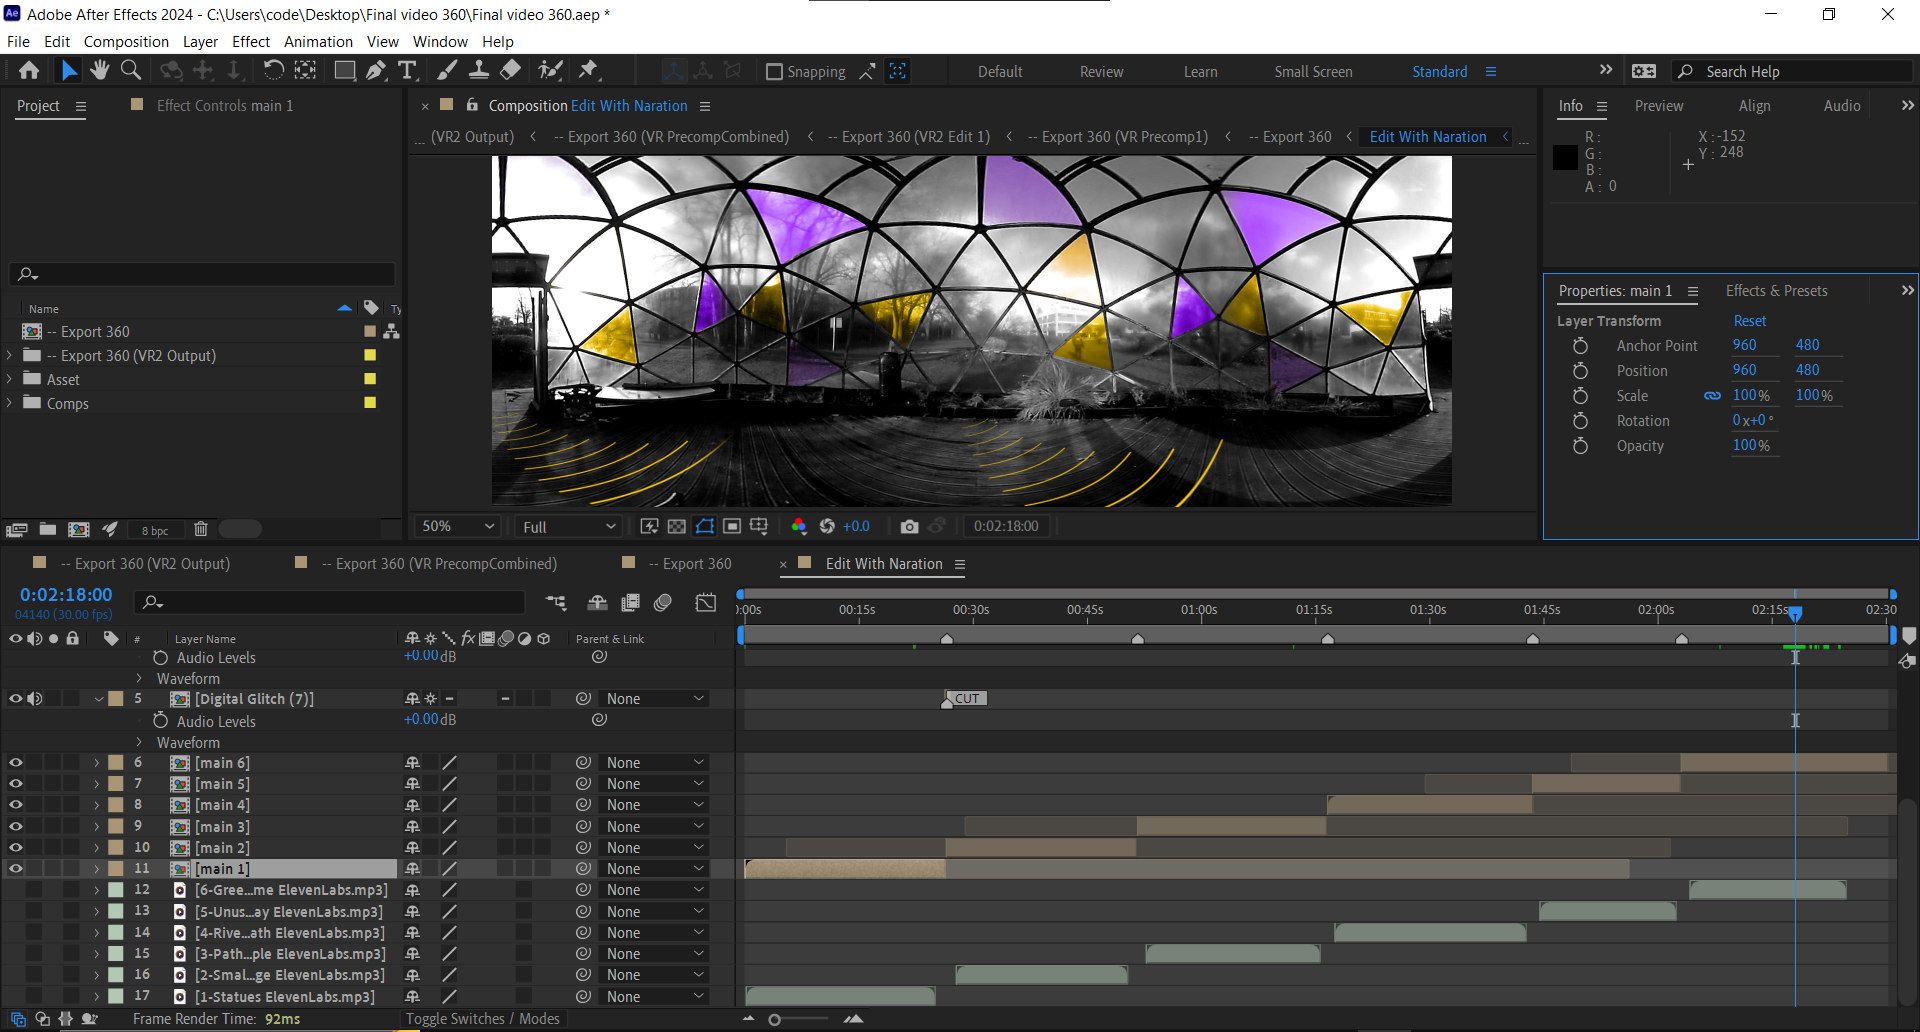 Adobe After Effects 2024 - C:\Users\code\Desktop\Final video 360\Final video 360.aep *
File Edit Composition Layer Effect Animation View Window Help
Snapping Default Review Learn Small Screen Standard Search Help
Project Effect Controls main 1
Composition Edit With Naration
Info Preview Align Audio
... (VR2 Output) -- Export 360 (VR PrecompCombined) -- Export 360 (VR2 Edit 1) -- Export 360 (VR Precomp1) -- Export 360 Edit With Naration ...
R :
G :
B :
A : 0
X : -152
Y : 248
Name Ty
-- Export 360
-- Export 360 (VR2 Output)
Asset
Comps
8 bpc
Properties: main 1 Effects & Presets
Layer Transform Reset
Anchor Point 960 480
Position 960 480
Scale 100% 100%
Rotation 0x+0°
Opacity 100%
50% Full +0.0 0:02:18:00
-- Export 360 (VR2 Output) -- Export 360 (VR PrecompCombined) -- Export 360 Edit With Naration
0:02:18:00
04140 (30.00 fps)
):00s 00:15s 00:30s 00:45s 01:00s 01:15s 01:30s 01:45s 02:00s 02:15s 02:30
# Layer Name fx Parent & Link
Audio Levels +0.00dB
Waveform
5 [Digital Glitch (7)] None CUT
Audio Levels +0.00dB
Waveform
6 [main 6] None
7 [main 5] None
8 [main 4] None
9 [main 3] None
10 [main 2] None
11 [main 1] None
12 [6-Gree...me ElevenLabs.mp3] None
13 [5-Unus...ay ElevenLabs.mp3] None
14 [4-Rive...ath ElevenLabs.mp3] None
15 [3-Path...ple ElevenLabs.mp3] None
16 [2-Smal...ge ElevenLabs.mp3] None
17 [1-Statues ElevenLabs.mp3] None
Frame Render Time: 92ms Toggle Switches / Modes